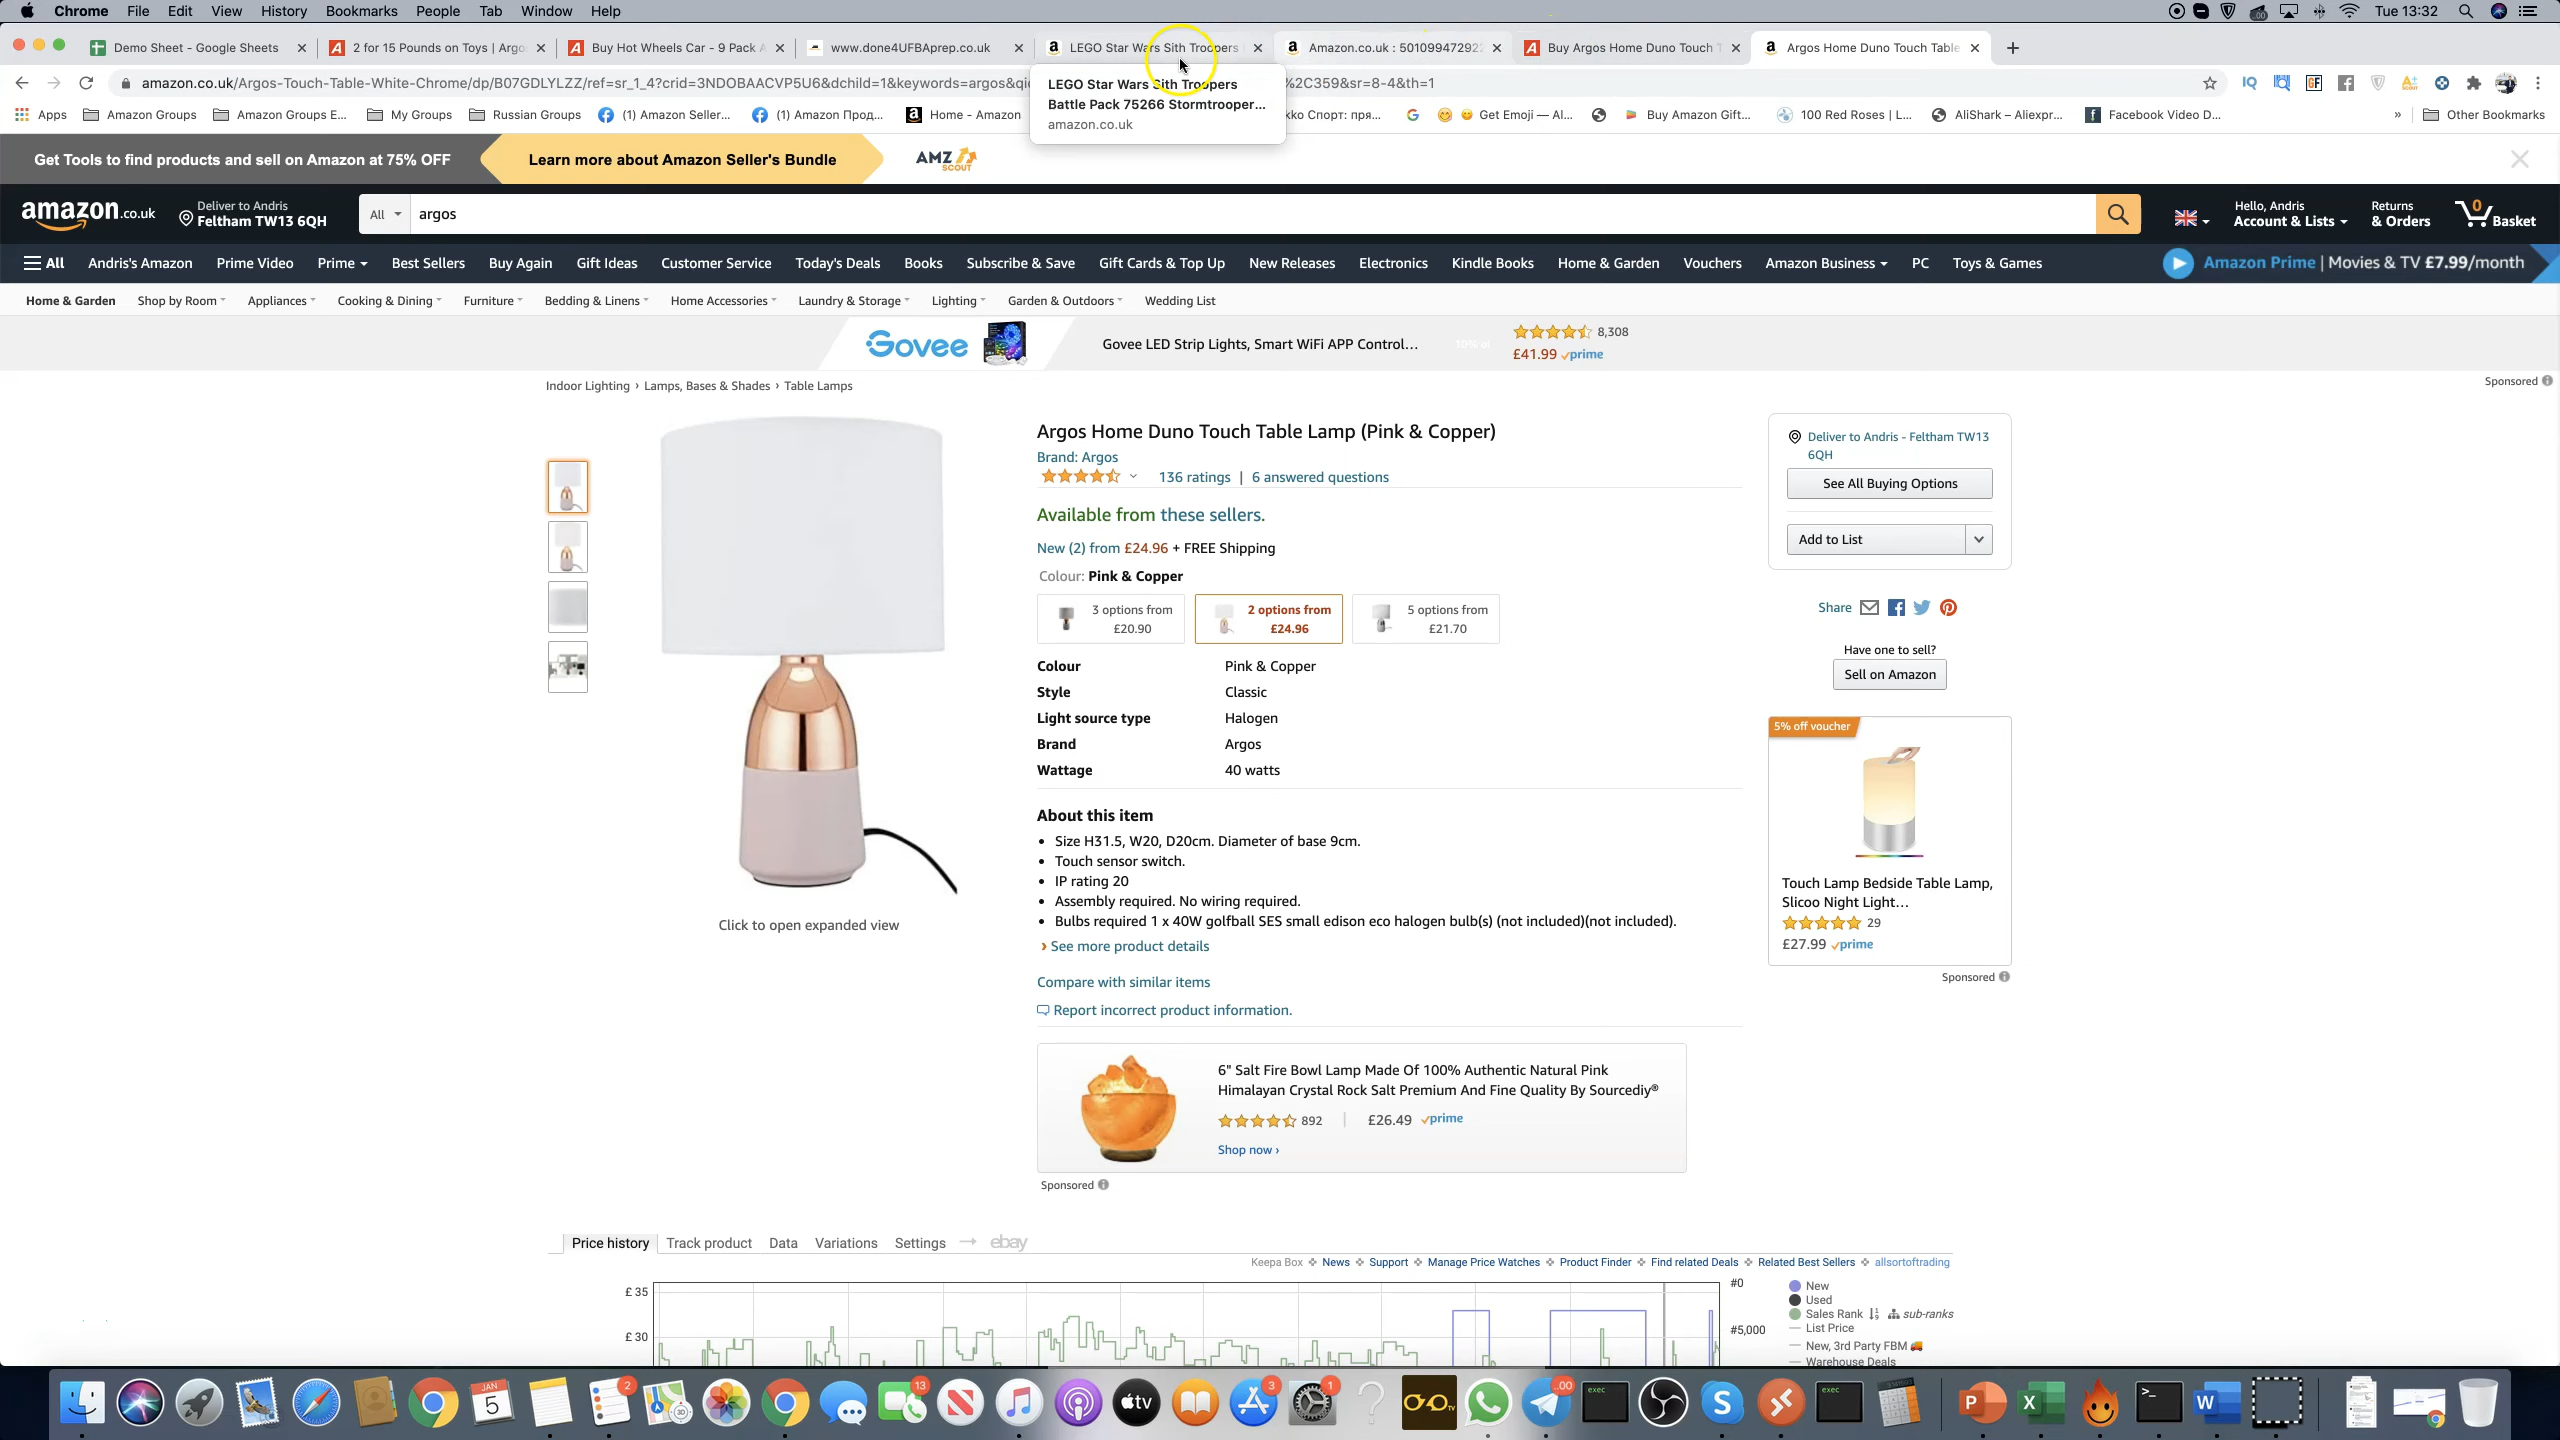 Chrome File Edit View History Bookmarks People Tab Window Help Tue 13:32
Demo Sheet - Google Sheets 2 for 15 Pounds on Toys | Argo Buy Hot Wheels Car - 9 Pack A www.done4UFBAprep.co.uk LEGO Star Wars Sith Troopers Amazon.co.uk : 50109947292 Buy Argos Home Duno Touch T Argos Home Duno Touch Table
amazon.co.uk/Argos-Touch-Table-White-Chrome/dp/B07GDLYLZZ/ref=sr_1_4?crid=3NDOBAACVP5U6&dchild=1&keywords=argos&qi %2C359&sr=8-4&th=1
LEGO Star Wars Sith Troopers
Battle Pack 75266 Stormtrooper...
amazon.co.uk
Apps Amazon Groups Amazon Groups E... My Groups Russian Groups (1) Amazon Seller... (1) Amazon Прод... Home - Amazon kko Спорт: пря... Get Emoji — Al... Buy Amazon Gift... 100 Red Roses | L... AliShark – Aliexpr... Facebook Video D... » Other Bookmarks
Get Tools to find products and sell on Amazon at 75% OFF Learn more about Amazon Seller's Bundle AMZ SCOUT
amazon.co.uk Deliver to Andris Feltham TW13 6QH All argos Hello, Andris Account & Lists Returns & Orders 0 Basket
All Andris's Amazon Prime Video Prime Best Sellers Buy Again Gift Ideas Customer Service Today's Deals Books Subscribe & Save Gift Cards & Top Up New Releases Electronics Kindle Books Home & Garden Vouchers Amazon Business PC Toys & Games Amazon Prime | Movies & TV £7.99/month
Home & Garden Shop by Room Appliances Cooking & Dining Furniture Bedding & Linens Home Accessories Laundry & Storage Lighting Garden & Outdoors Wedding List
Govee Govee LED Strip Lights, Smart WiFi APP Control... 8,308
£41.99 prime
Sponsored
Indoor Lighting › Lamps, Bases & Shades › Table Lamps
Argos Home Duno Touch Table Lamp (Pink & Copper)
Brand: Argos
136 ratings | 6 answered questions
Available from these sellers.
New (2) from £24.96 + FREE Shipping
Colour: Pink & Copper
3 options from £20.90
2 options from £24.96
5 options from £21.70
Colour Pink & Copper
Style Classic
Light source type Halogen
Brand Argos
Wattage 40 watts
About this item
• Size H31.5, W20, D20cm. Diameter of base 9cm.
• Touch sensor switch.
• IP rating 20
• Assembly required. No wiring required.
• Bulbs required 1 x 40W golfball SES small edison eco halogen bulb(s) (not included)(not included).
› See more product details
Compare with similar items
Report incorrect product information.
Click to open expanded view
Deliver to Andris - Feltham TW13
6QH
See All Buying Options
Add to List
Share
Have one to sell?
Sell on Amazon
5% off voucher
Touch Lamp Bedside Table Lamp,
Slicoo Night Light...
29
£27.99 prime
Sponsored
6" Salt Fire Bowl Lamp Made Of 100% Authentic Natural Pink
Himalayan Crystal Rock Salt Premium And Fine Quality By Sourcediy®
892 | £26.49 prime
Shop now ›
Sponsored
Price history Track product Data Variations Settings ebay
Keepa Box News Support Manage Price Watches Product Finder Find related Deals Related Best Sellers allsortoftrading
£ 35
£ 30
#0
#5,000
New
Used
Sales Rank sub-ranks
List Price
New, 3rd Party FBM
Warehouse Deals
JAN 5 2 13 tv 3 1 exec exec